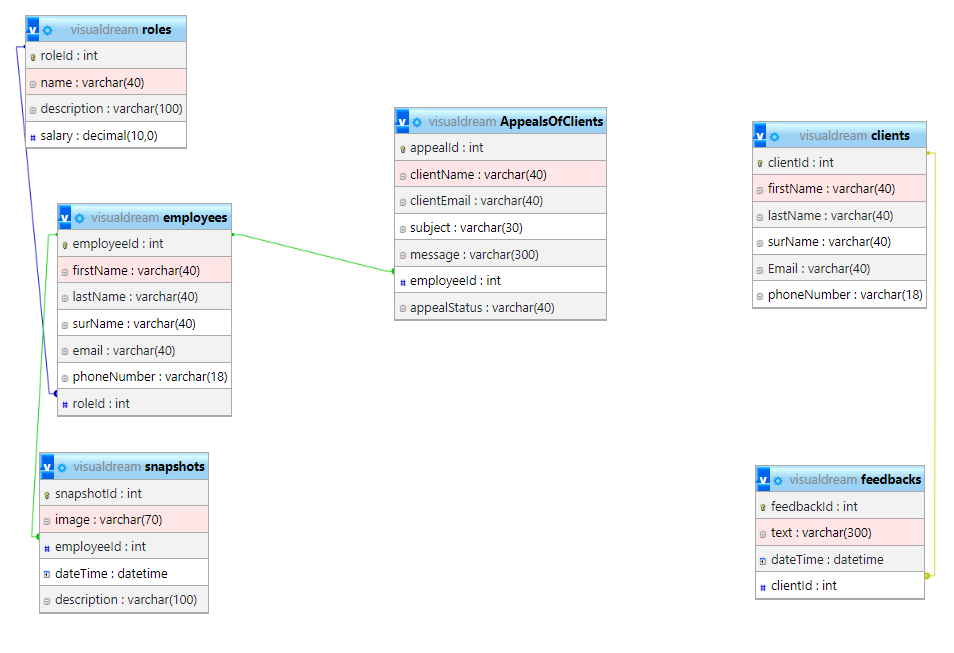 visualdream roles
roleId : int
name : varchar(40)
description : varchar(100)
salary : decimal(10,0)
visualdream employees
employeeId : int
firstName : varchar(40)
lastName : varchar(40)
surName : varchar(40)
email : varchar(40)
phoneNumber : varchar(18)
roleId : int
visualdream snapshots
snapshotId : int
image : varchar(70)
employeeId : int
dateTime : datetime
description : varchar(100)
visualdream AppealsOfClients
appealId : int
clientName : varchar(40)
clientEmail : varchar(40)
subject : varchar(30)
message : varchar(300)
employeeId : int
appealStatus : varchar(40)
visualdream clients
clientId : int
firstName : varchar(40)
lastName : varchar(40)
surName : varchar(40)
Email : varchar(40)
phoneNumber : varchar(18)
visualdream feedbacks
feedbackId : int
text : varchar(300)
dateTime : datetime
clientId : int